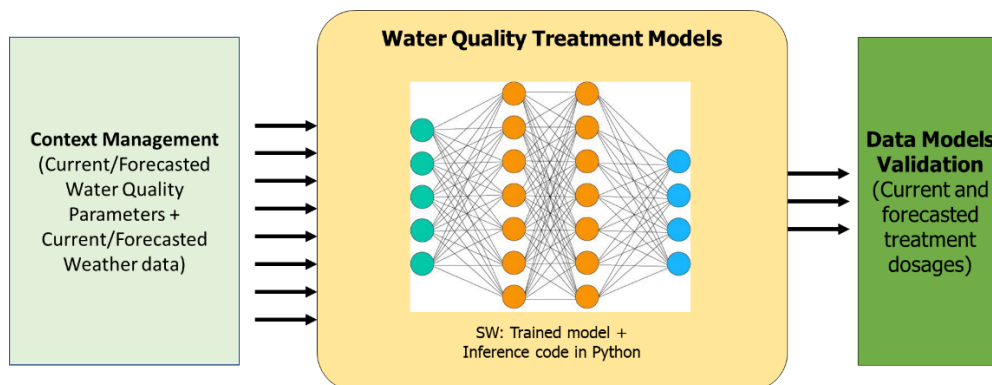 Context Management
(Current/Forecasted
Water Quality
Parameters +
Current/Forecasted
Weather data)
Water Quality Treatment Models
SW: Trained model +
Inference code in Python
Data Models
Validation
(Current and
forecasted
treatment
dosages)